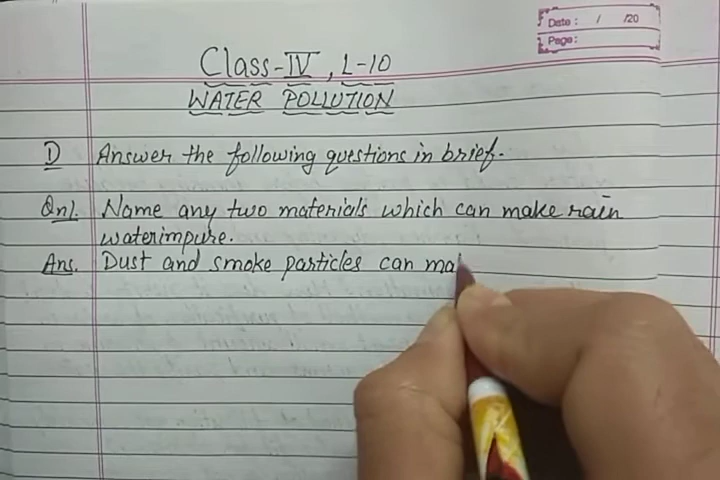 Date : / /20
Page:
Class-IV, L-10
WATER POLLUTION
D Answer the following questions in brief.
Qn1. Name any two materials which can make rain
waterimpure.
Ans. Dust and smoke particles can ma